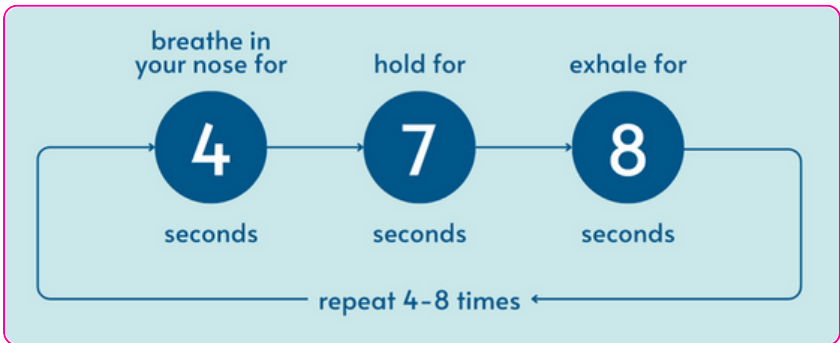 breathe in
your nose for
hold for
exhale for
4
7
8
seconds
seconds
seconds
repeat 4-8 times